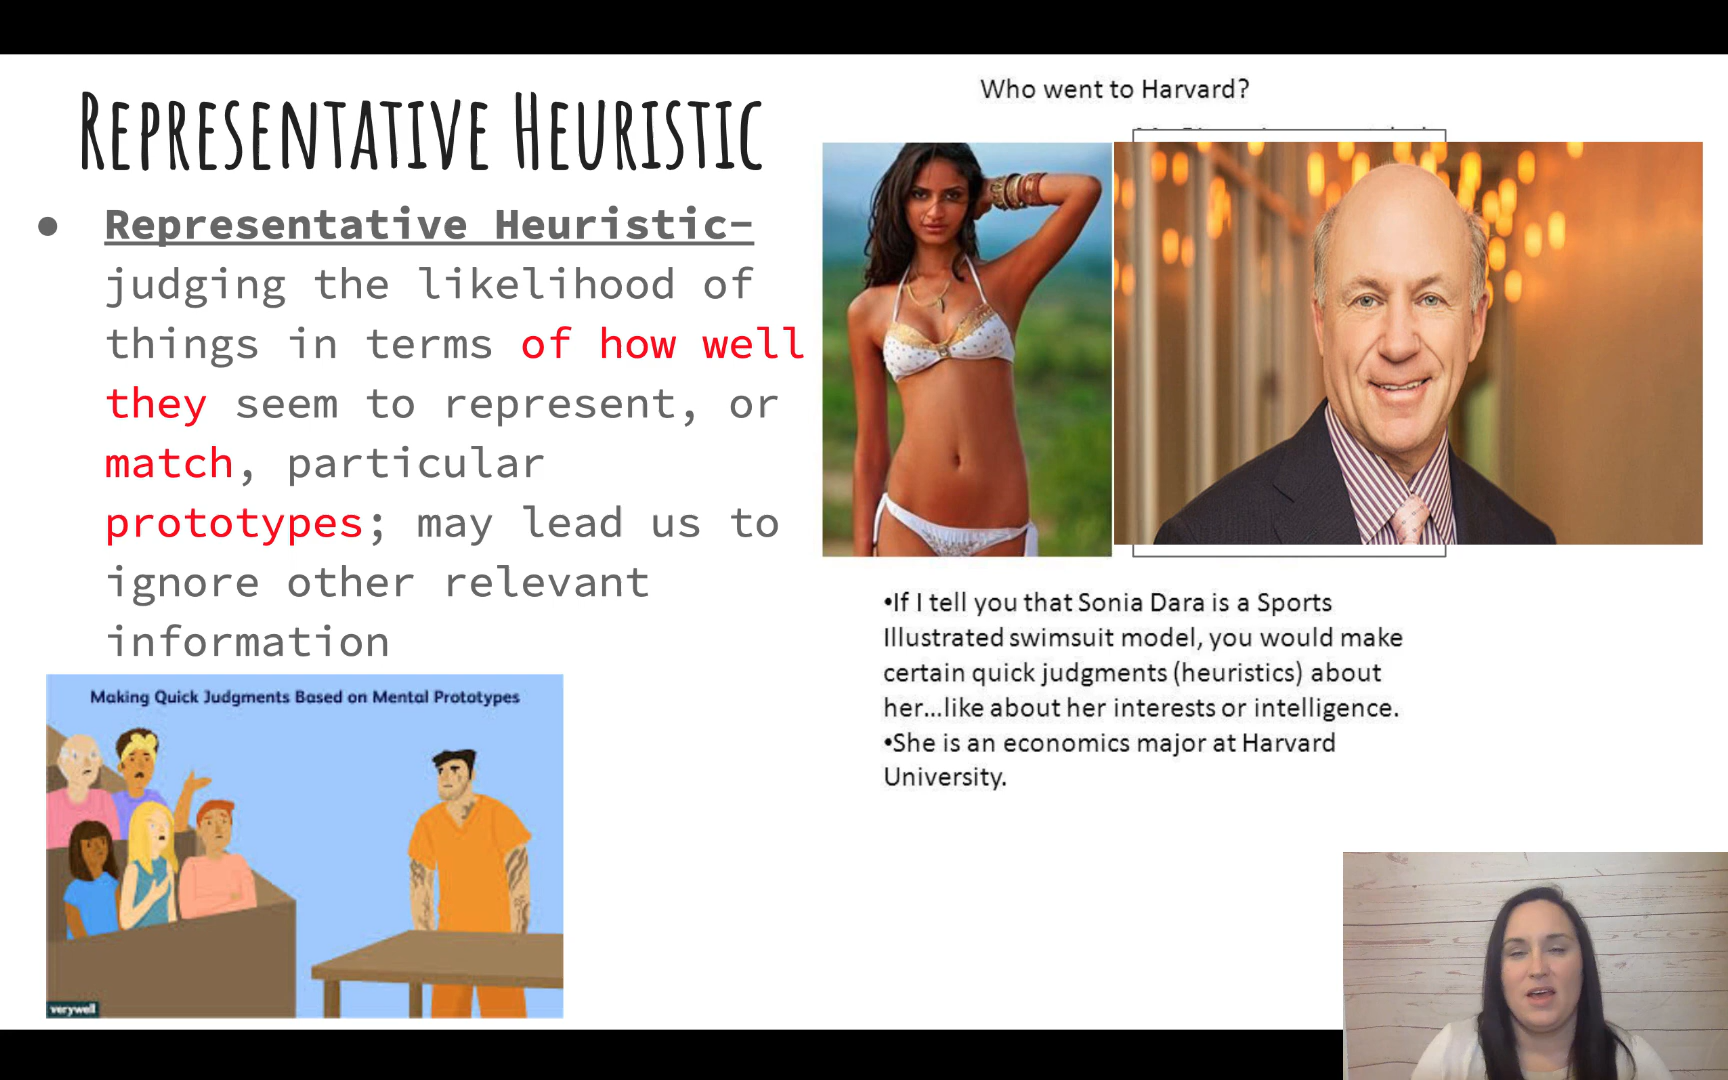 Representative Heuristic
● Representative Heuristic-
judging the likelihood of
things in terms of how well
they seem to represent, or
match, particular
prototypes; may lead us to
ignore other relevant
information
Making Quick Judgments Based on Mental Prototypes
verywell
Who went to Harvard?
•If I tell you that Sonia Dara is a Sports
Illustrated swimsuit model, you would make
certain quick judgments (heuristics) about
her...like about her interests or intelligence.
•She is an economics major at Harvard
University.